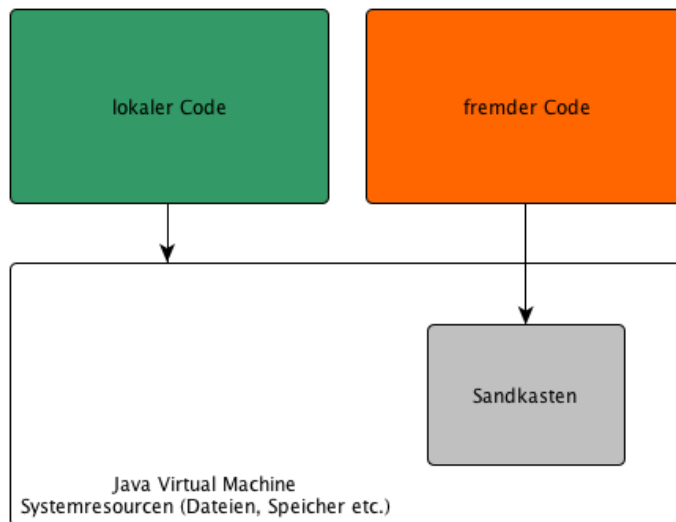 lokaler Code
fremder Code
Sandkasten
Java Virtual Machine
Systemresourcen (Dateien, Speicher etc.)